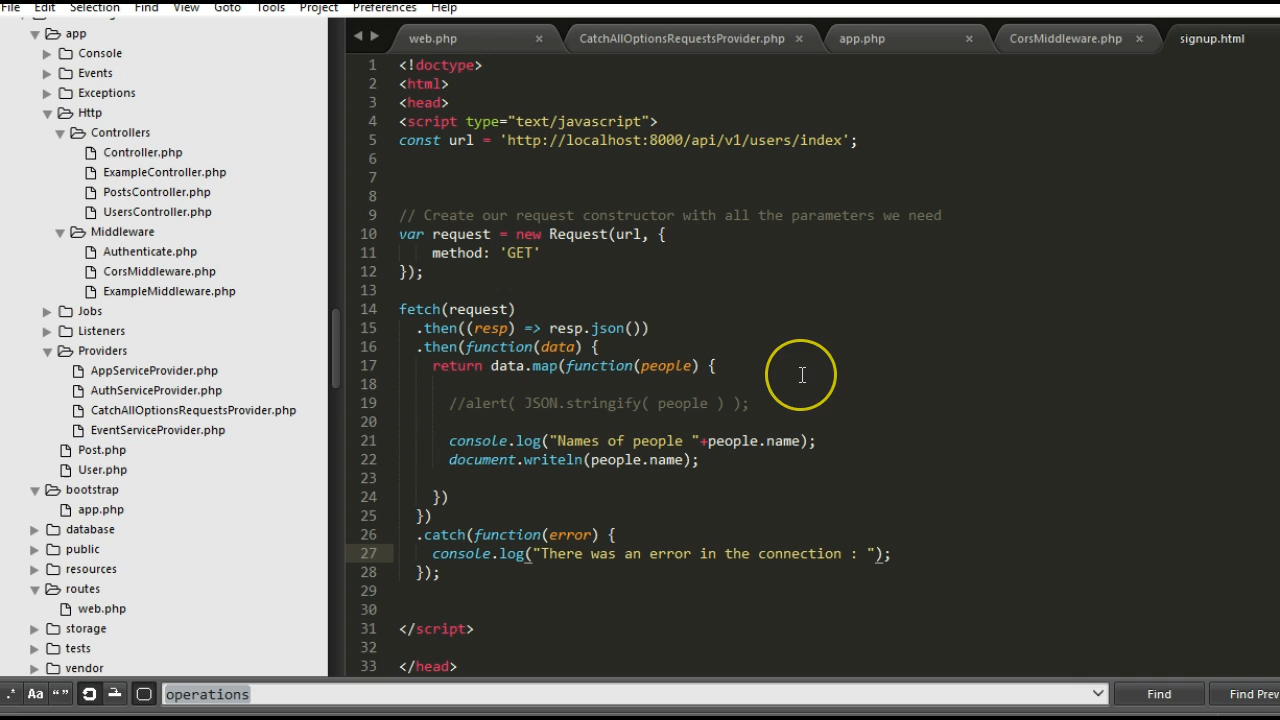 File Edit Selection Find View Goto Tools Project Preferences Help
web.php × CatchAllOptionsRequestsProvider.php × app.php × CorsMiddleware.php × signup.html
app
Console
Events
Exceptions
Http
Controllers
Controller.php
ExampleController.php
PostsController.php
UsersController.php
Middleware
Authenticate.php
CorsMiddleware.php
ExampleMiddleware.php
Jobs
Listeners
Providers
AppServiceProvider.php
AuthServiceProvider.php
CatchAllOptionsRequestsProvider.php
EventServiceProvider.php
Post.php
User.php
bootstrap
app.php
database
public
resources
routes
web.php
storage
tests
vendor
1 <!doctype>
2 <html>
3 <head>
4 <script type="text/javascript">
5 const url = 'http://localhost:8000/api/v1/users/index';
6
7
8
9 // Create our request constructor with all the parameters we need
10 var request = new Request(url, {
11 method: 'GET'
12 });
13
14 fetch(request)
15 .then((resp) => resp.json())
16 .then(function(data) {
17 return data.map(function(people) {
18
19 //alert( JSON.stringify( people ) );
20
21 console.log("Names of people "+people.name);
22 document.writeln(people.name);
23
24 })
25 })
26 .catch(function(error) {
27 console.log("There was an error in the connection : ");
28 });
29
30
31 </script>
32
33 </head>
.* Aa “ ” operations Find Find Prev